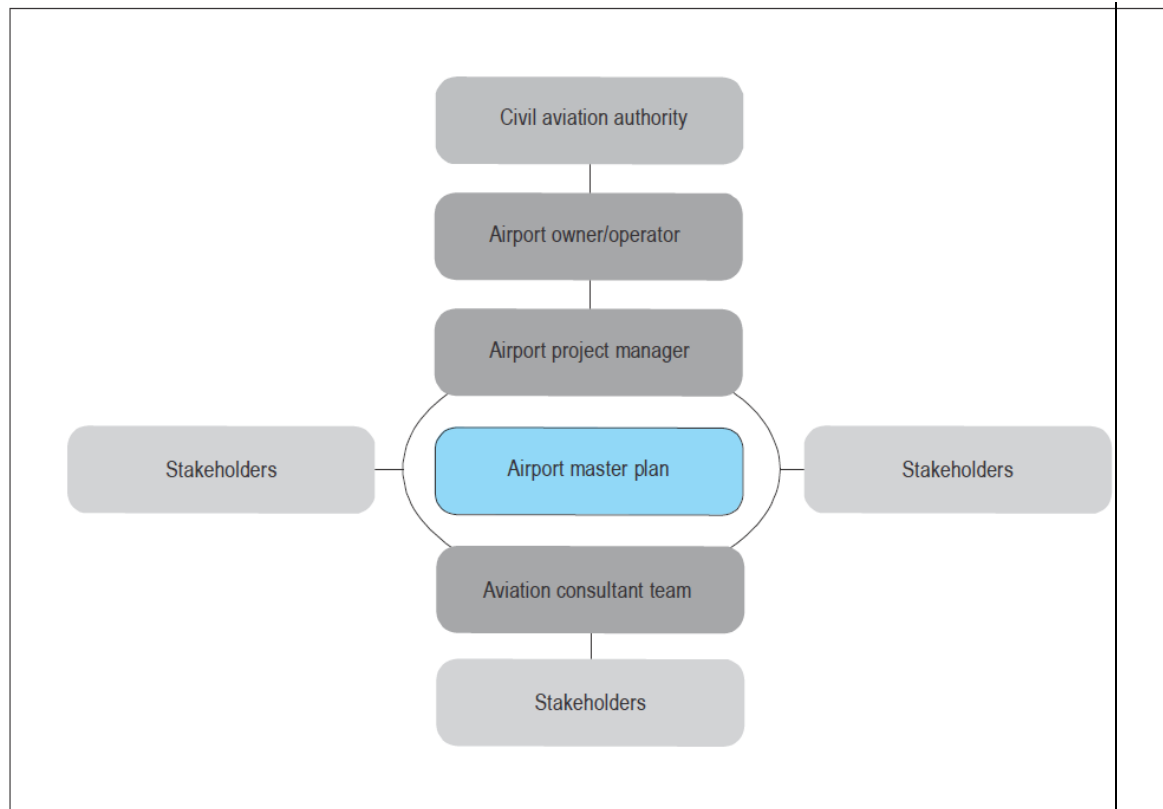 Civil aviation authority
Airport owner/operator
Airport project manager
Stakeholders
Airport master plan
Stakeholders
Aviation consultant team
Stakeholders